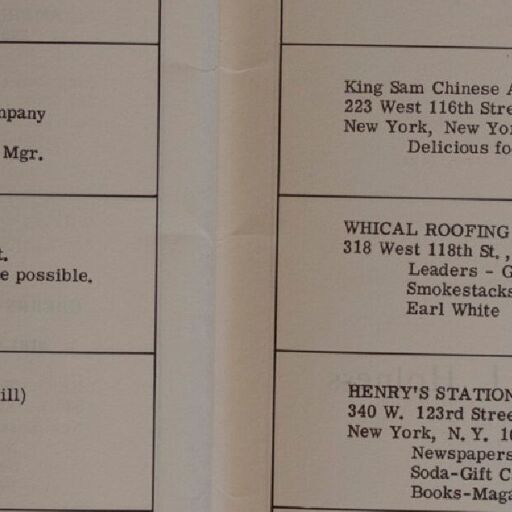 mpany
Mgr.
t.
e possible.
ill)
King Sam Chinese A
223 West 116th Stre
New York, New Yor
Delicious fo
WHICAL ROOFING
318 West 118th St.,
Leaders - G
Smokestacks
Earl White
HENRY'S STATION
340 W. 123rd Stree
New York, N. Y. 10
Newspapers
Soda-Gift C
Books-Maga